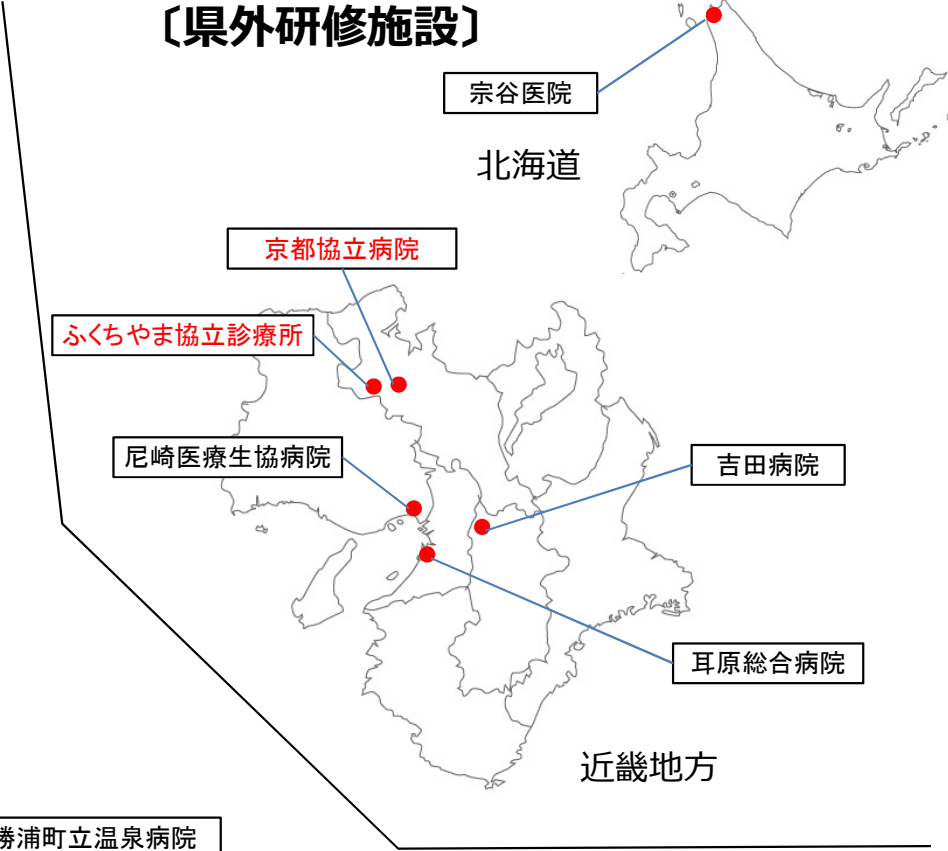 〔県外研修施設〕
宗谷医院
北海道
京都協立病院
ふくちやま協立診療所
尼崎医療生協病院
吉田病院
耳原総合病院
近畿地方
勝浦町立温泉病院